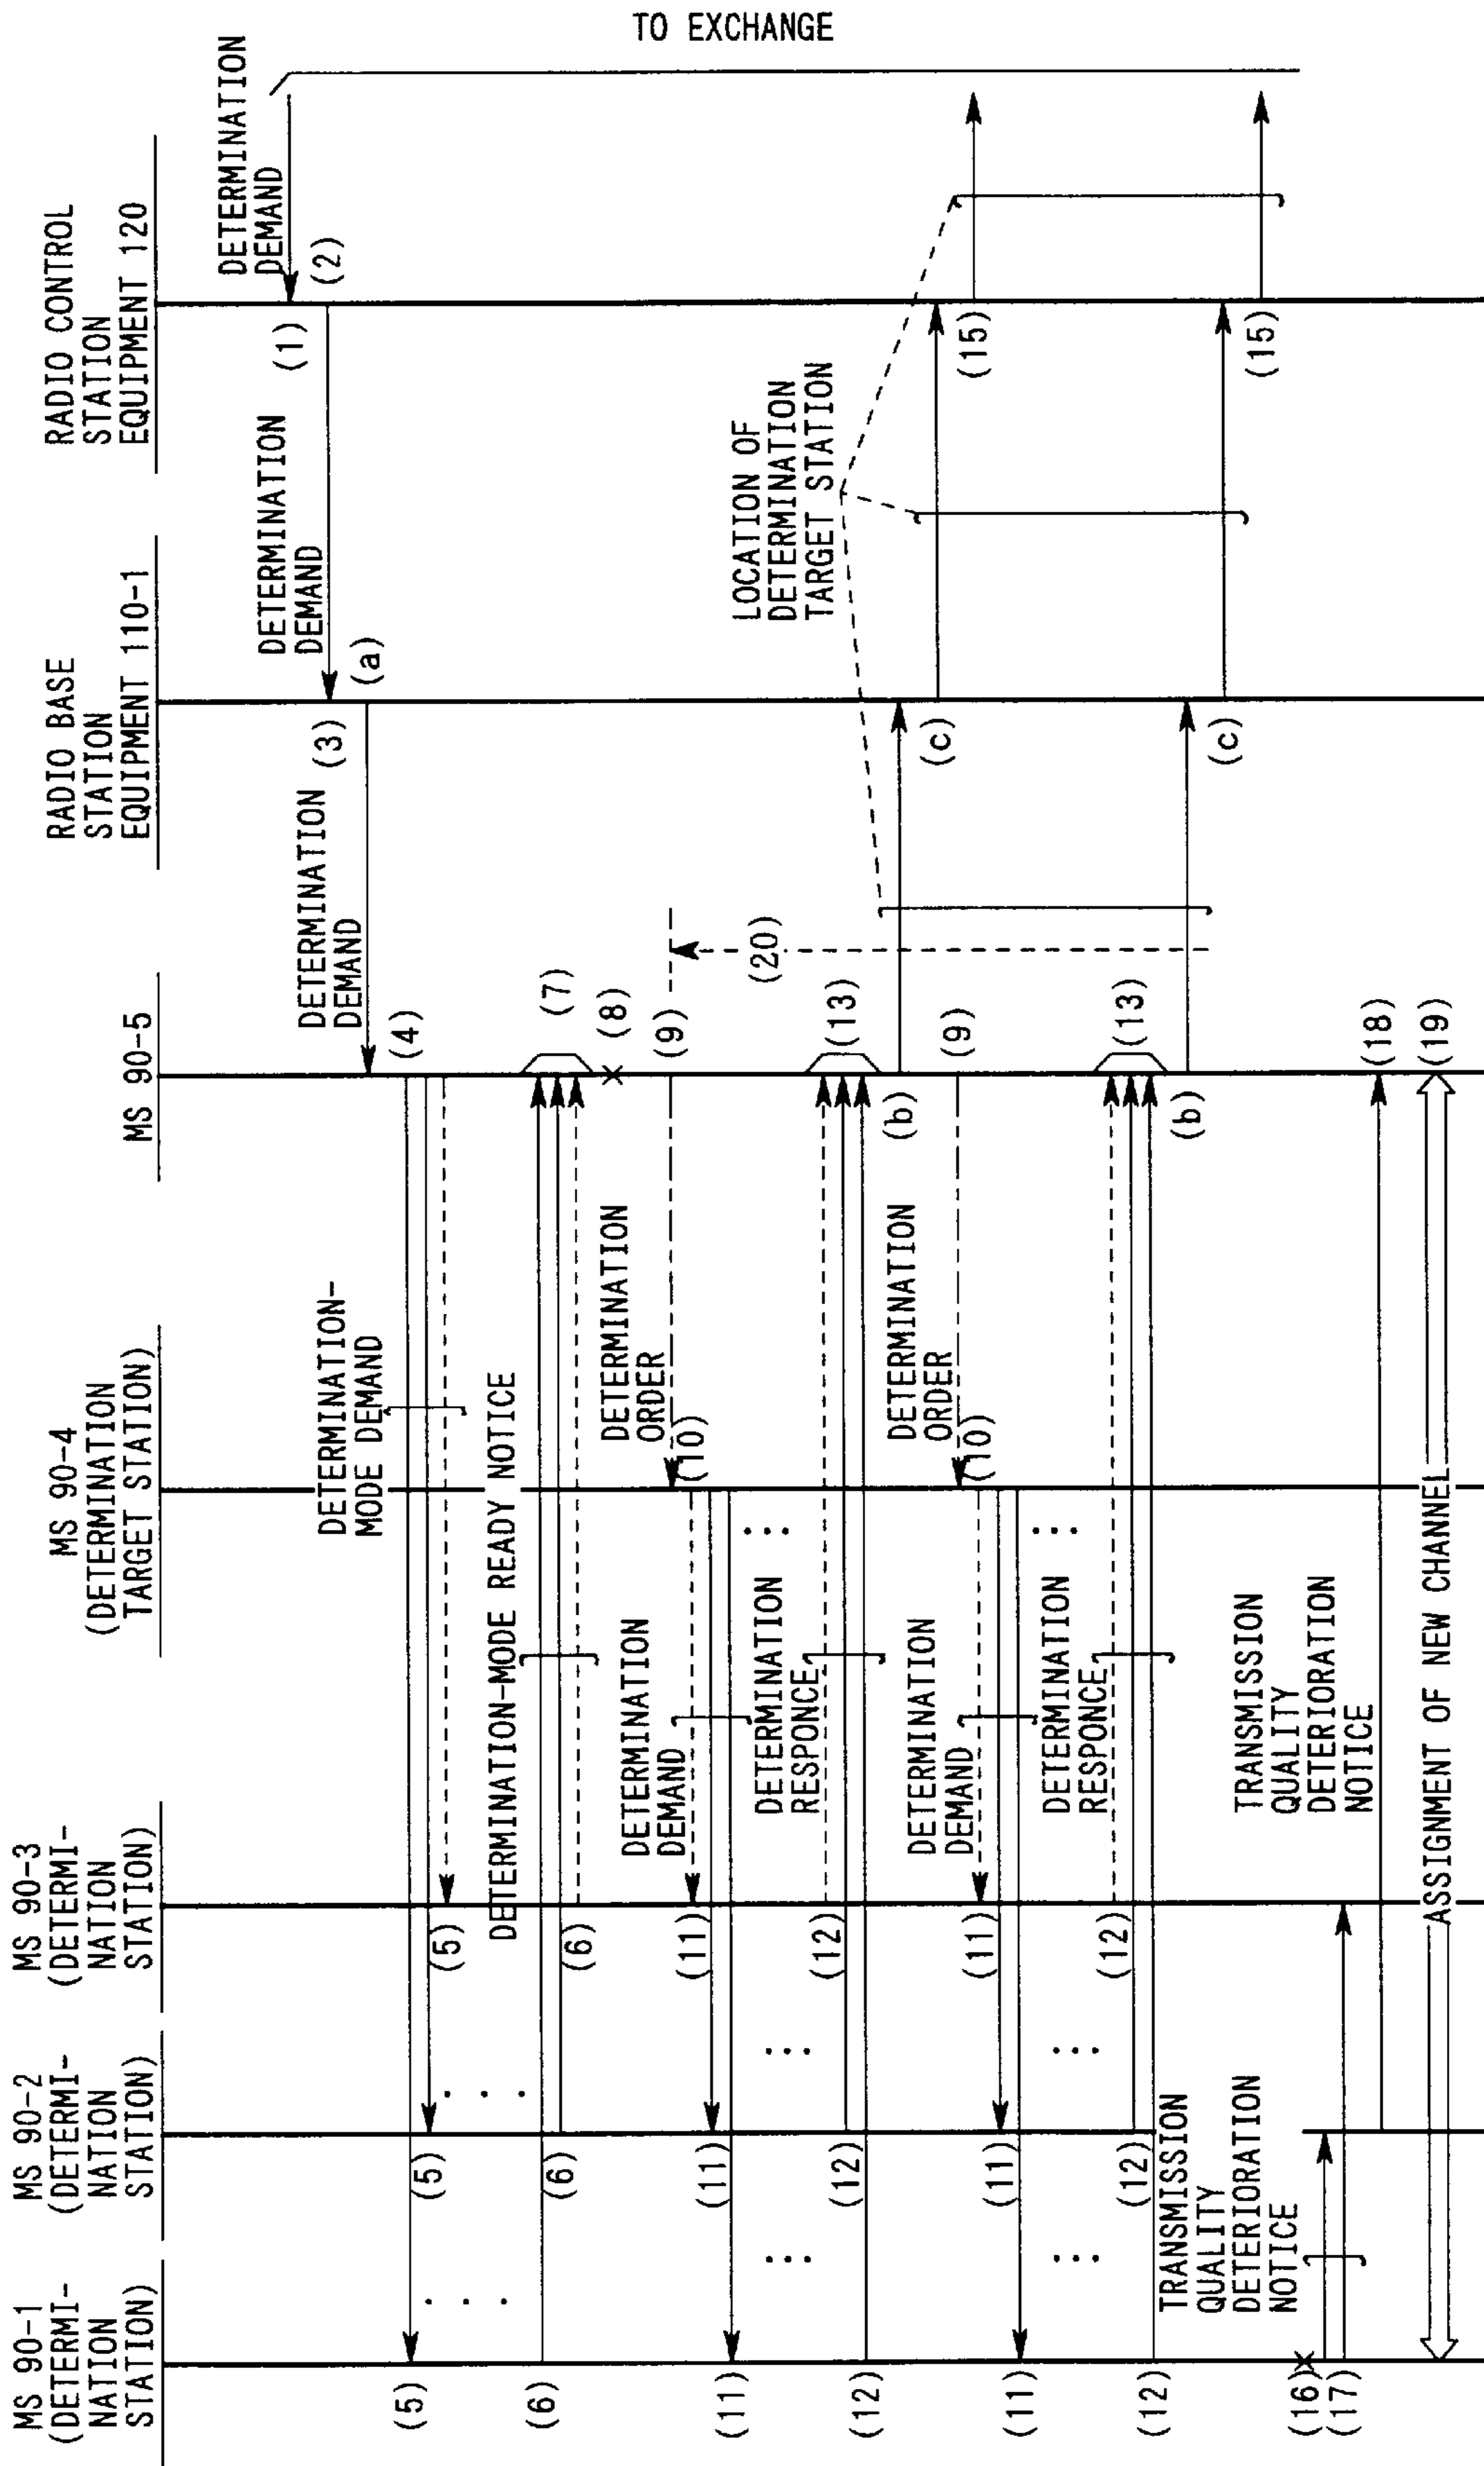 MS 90-1
(DETERMI-
NATION
STATION)
MS 90-2
(DETERMI-
NATION
STATION)
MS 90-3
(DETERMI-
NATION
STATION)
MS 90-4
(DETERMINATION
TARGET STATION)
MS 90-5
RADIO BASE
STATION
EQUIPMENT 110-1
RADIO CONTROL
STATION
EQUIPMENT 120
TO EXCHANGE
DETERMINATION
DEMAND
(2)
(1)
DETERMINATION
DEMAND
(a)
(3)
DETERMINATION
DEMAND
(4)
DETERMINATION-
MODE DEMAND
(5)
(5)
(5)
. . .
. . .
DETERMINATION-MODE READY NOTICE
(6)
(6)
(6)
(7)
(8)
(9)
DETERMINATION
ORDER
(10)
DETERMINATION
DEMAND
(11)
(11)
(11)
...
...
...
DETERMINATION
RESPONCE
(12)
(12)
(12)
(13)
(20)
(b)
(c)
(15)
LOCATION OF
DETERMINATION
TARGET STATION
(9)
DETERMINATION
ORDER
(10)
DETERMINATION
DEMAND
(11)
(11)
(11)
...
...
...
DETERMINATION
RESPONCE
(12)
(12)
(12)
(13)
(b)
(c)
(15)
TRANSMISSION
QUALITY
DETERIORATION
NOTICE
(16)
(17)
TRANSMISSION
QUALITY
DETERIORATION
NOTICE
(18)
ASSIGNMENT OF NEW CHANNEL
(19)